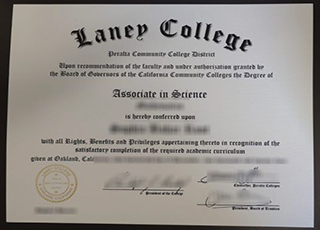 Laney College
Peralta Community College District
Upon recommendation of the faculty and under authorization granted by
the Board of Governors of the California Community Colleges the Degree of
Associate in Science
is hereby conferred upon
with all Rights, Benefits and Privileges appertaining thereto in recognition of the
satisfactory completion of the required academic curriculum
given at Oakland,
President of the College
Chancellor, Peralta Colleges
President, Board of Trustees